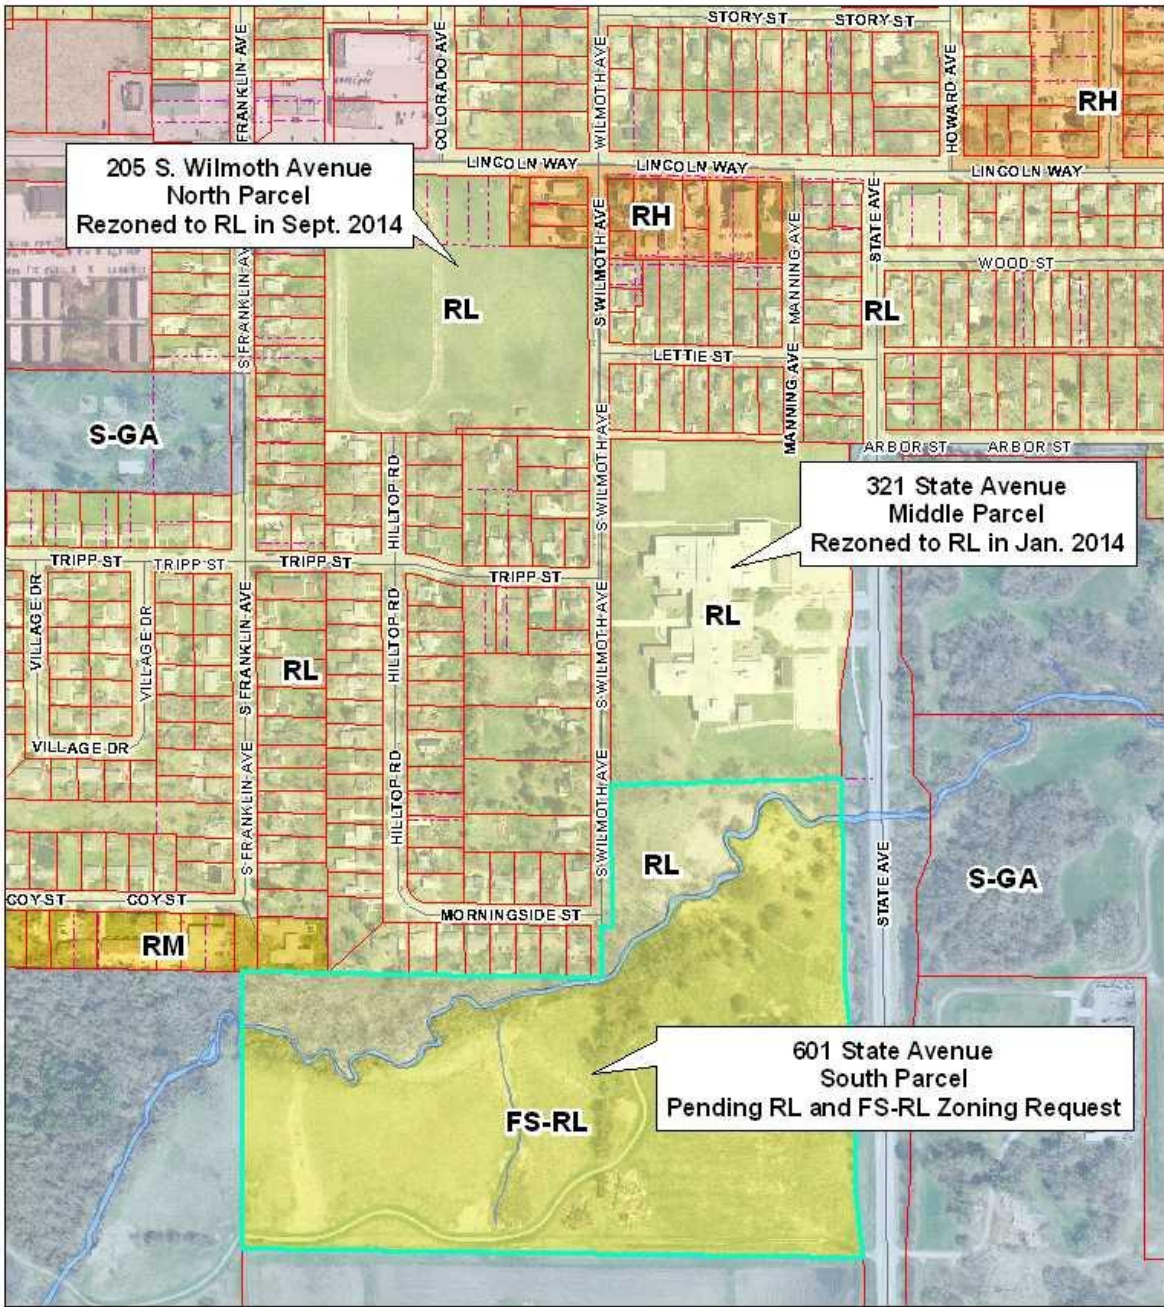 STORY ST
STORY ST
FRANKLIN AVE
COLORADO AVE
WILMOTH AVE
HOWARD AVE
RH
LINCOLN WAY
LINCOLN WAY
LINCOLN WAY
205 S. Wilmoth Avenue
North Parcel
Rezoned to RL in Sept. 2014
RH
S WILMOTH AVE
MANNING AVE
STATE AVE
WOOD ST
RL
RL
S FRANKLIN AVE
LETTIE ST
MANNING AVE
S-GA
HILLTOP RD
S WILMOTH AVE
ARBOR ST
ARBOR ST
321 State Avenue
Middle Parcel
Rezoned to RL in Jan. 2014
TRIPP ST
TRIPP ST
TRIPP ST
TRIPP ST
VILLAGE DR
VILLAGE DR
S FRANKLIN AVE
HILLTOP RD
S WILMOTH AVE
RL
RL
VILLAGE DR
S FRANKLIN AVE
HILLTOP RD
S WILMOTH AVE
RL
S-GA
STATE AVE
COY ST
COY ST
MORNINGSIDE ST
RM
601 State Avenue
South Parcel
Pending RL and FS-RL Zoning Request
FS-RL